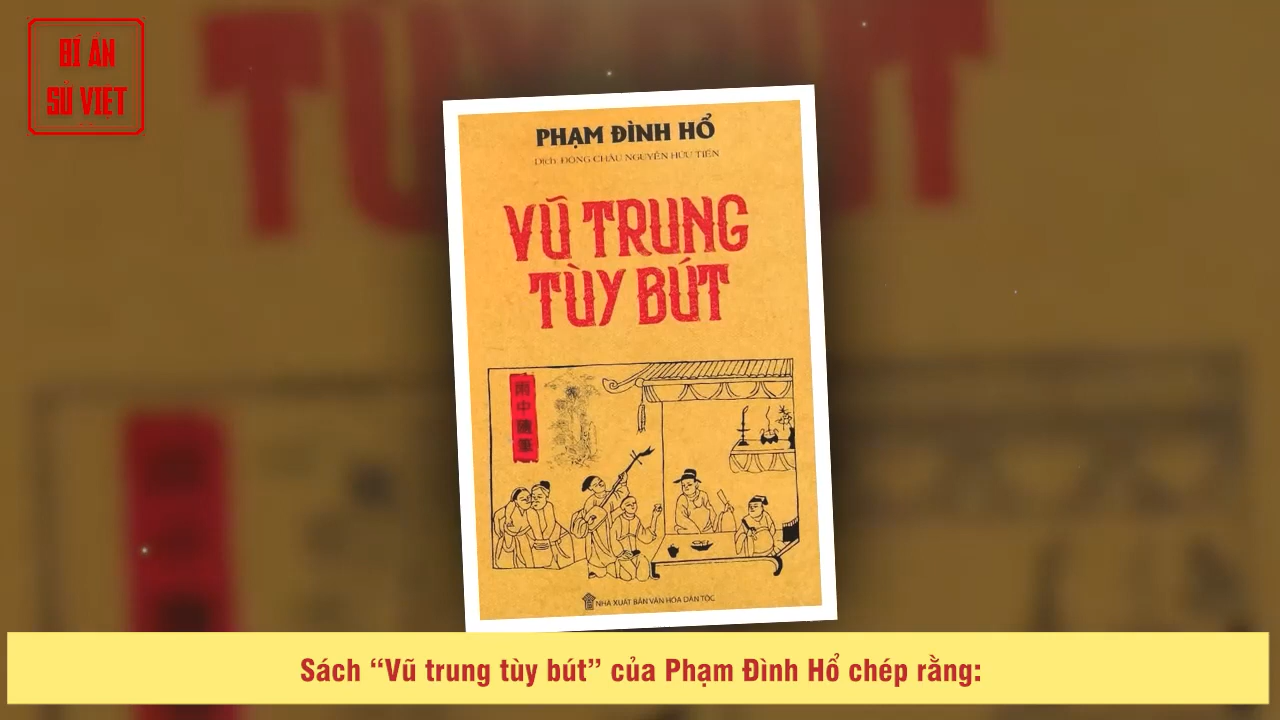 BÍ ẨN
SỬ VIỆT
PHẠM ĐÌNH HỔ
Dịch: ĐÔNG CHÂU NGUYỄN HỮU TIẾN
VŨ TRUNG
TÙY BÚT
雨
中
隨
筆
NHÀ XUẤT BẢN VĂN HÓA DÂN TỘC
Sách “Vũ trung tùy bút” của Phạm Đình Hổ chép rằng: